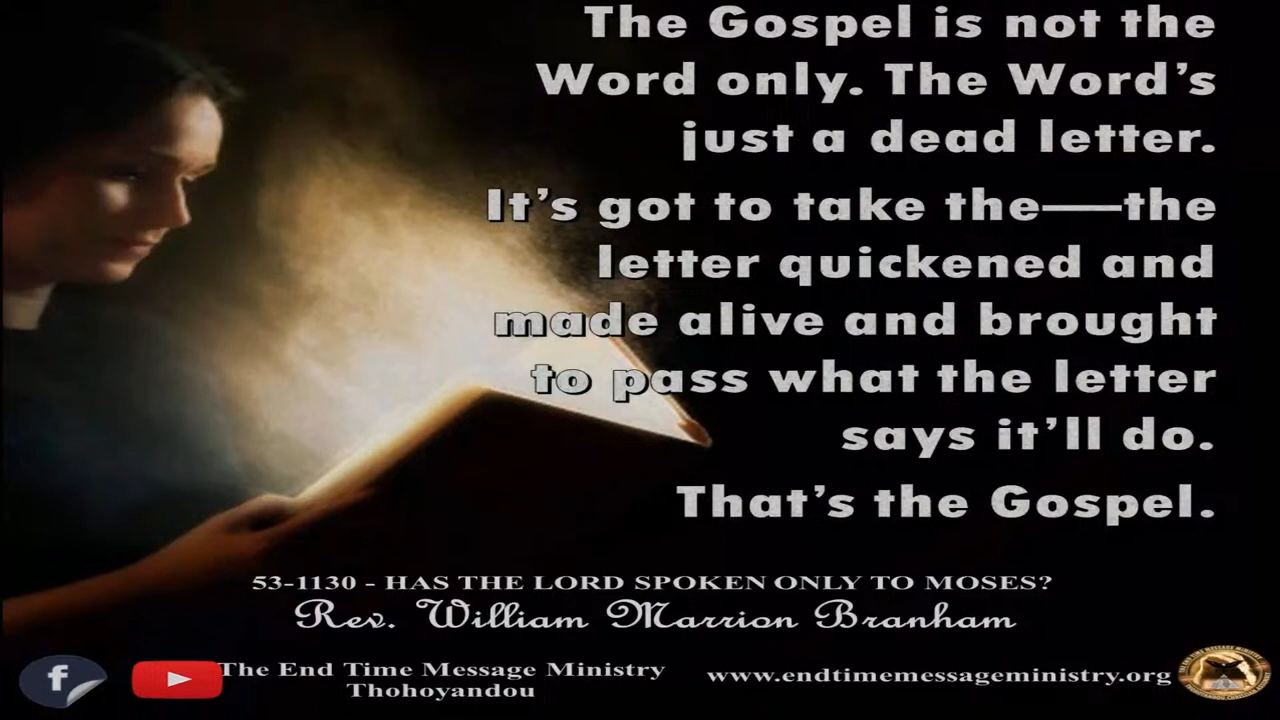 The Gospel is not the
Word only. The Word's
just a dead letter.
It's got to take the—the
letter quickened and
made alive and brought
to pass what the letter
says it'll do.
That's the Gospel.
53-1130 - HAS THE LORD SPOKEN ONLY TO MOSES?
Rev. William Marrion Branham
The End Time Message Ministry
Thohoyandou
www.endtimemessageministry.org